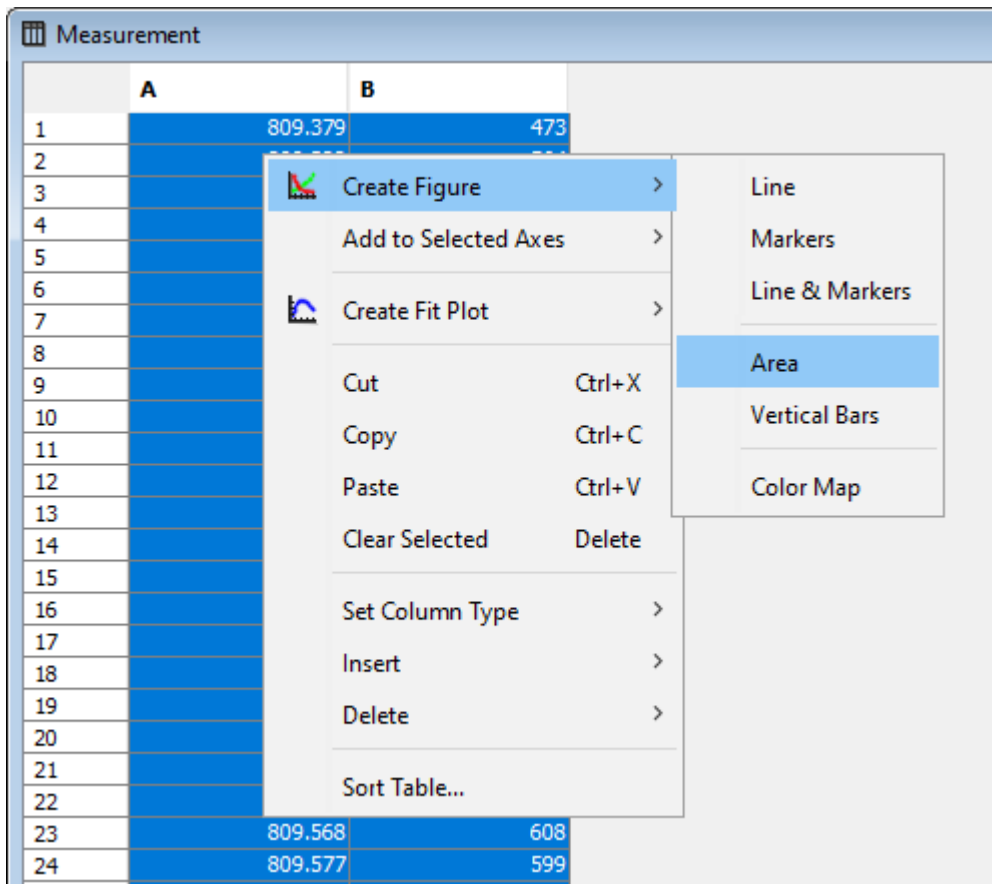 Measurement
A B
1 809.379 473
2
3
4
5
6
7
8
9
10
11
12
13
14
15
16
17
18
19
20
21
22
23 809.568 608
24 809.577 599
Create Figure
Add to Selected Axes
Create Fit Plot
Cut Ctrl+X
Copy Ctrl+C
Paste Ctrl+V
Clear Selected Delete
Set Column Type
Insert
Delete
Sort Table...
Line
Markers
Line & Markers
Area
Vertical Bars
Color Map